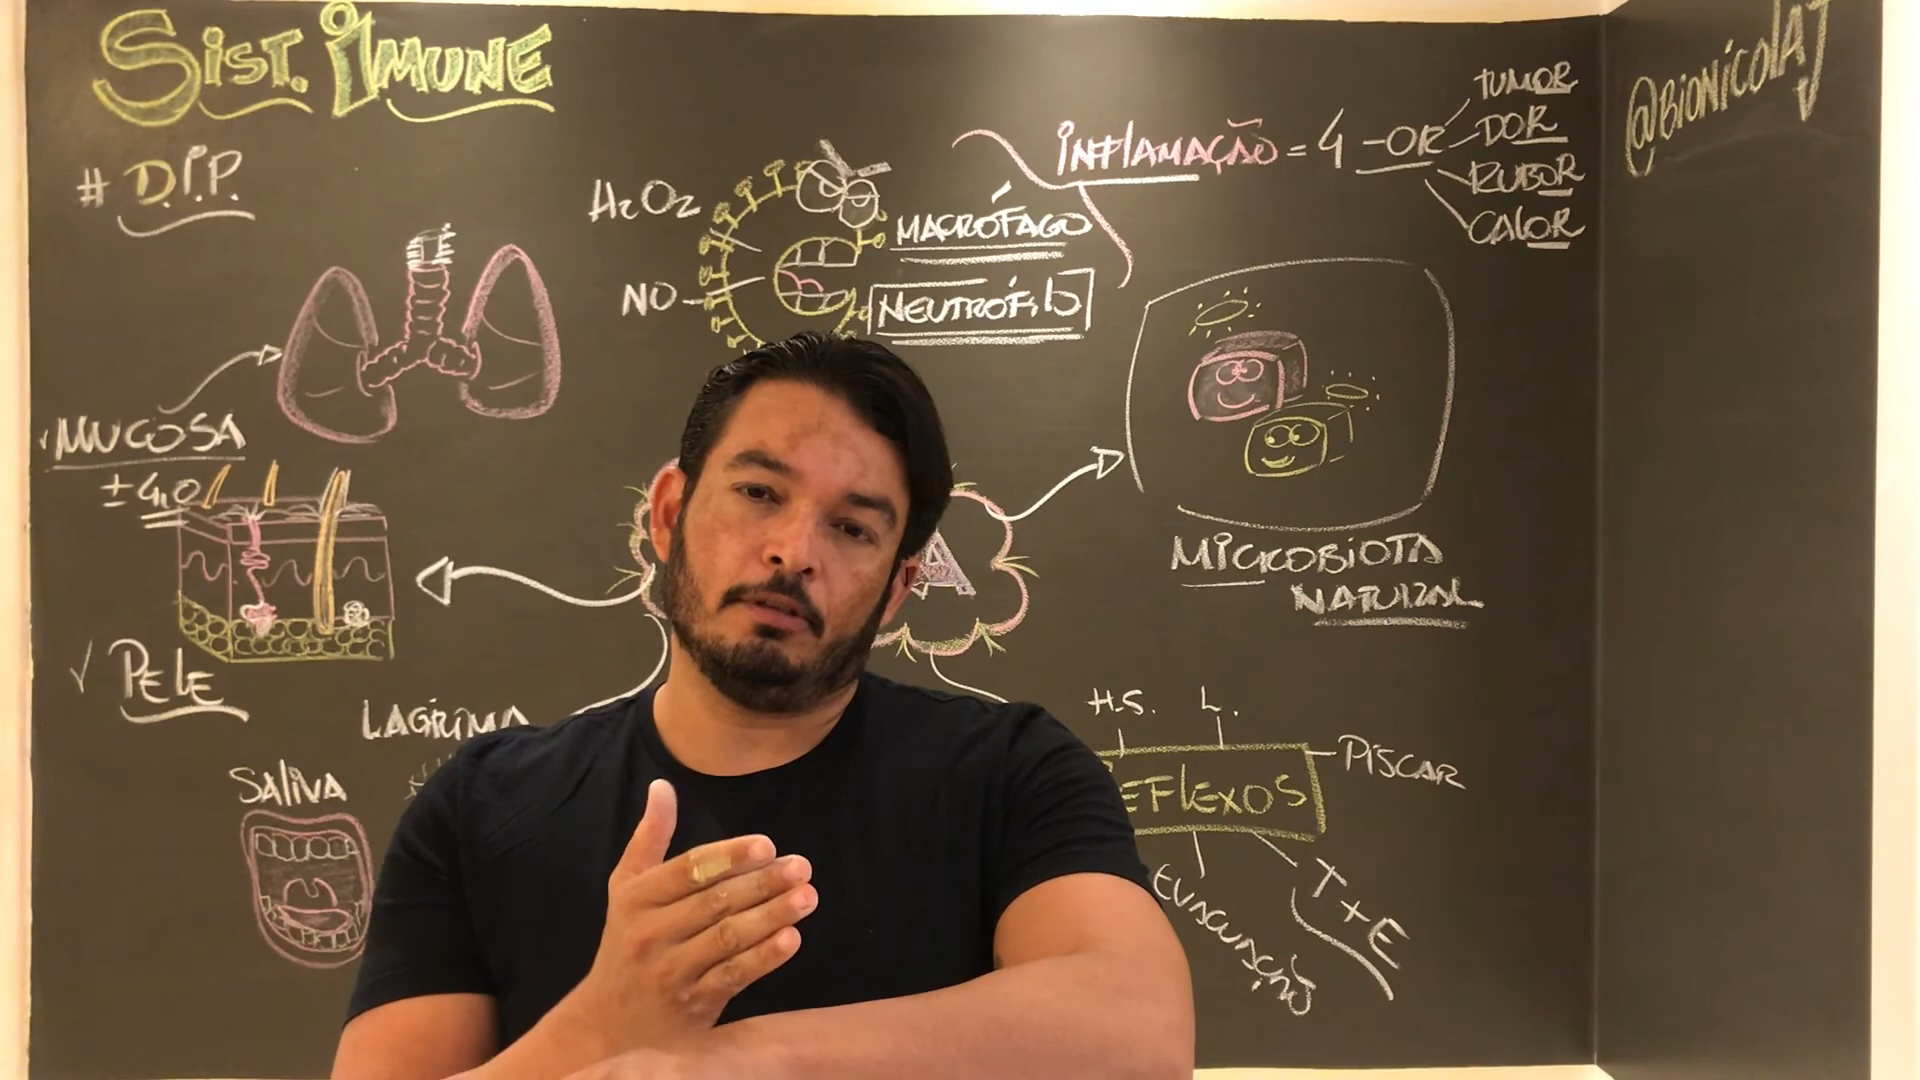 Sist. iMUNE
@BiONiCOlAJ
# D.I.P.
H₂O₂
NO
MACRÓFAGO
NEUTRÓFILO
iNFlAMAÇÃO = 4 -OR
TUMOR
DOR
RUBOR
CALOR
MUCOSA
± 4,0
✓ PELE
MiCROBiOTA
NATURAL
LAGRIMA
SAliVA
A
H.S.
L.
EFlEXOS
PiSCAR
EVACUAÇÃO
T+E